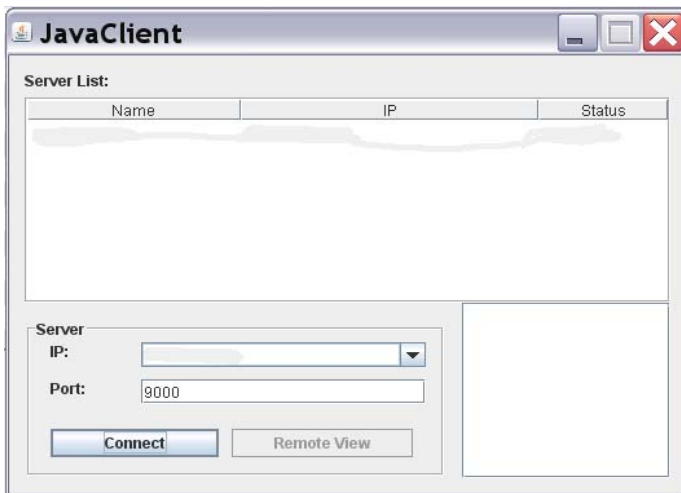 JavaClient
Server List:
Name IP Status
Server
IP:
Port: 9000
Connect Remote View